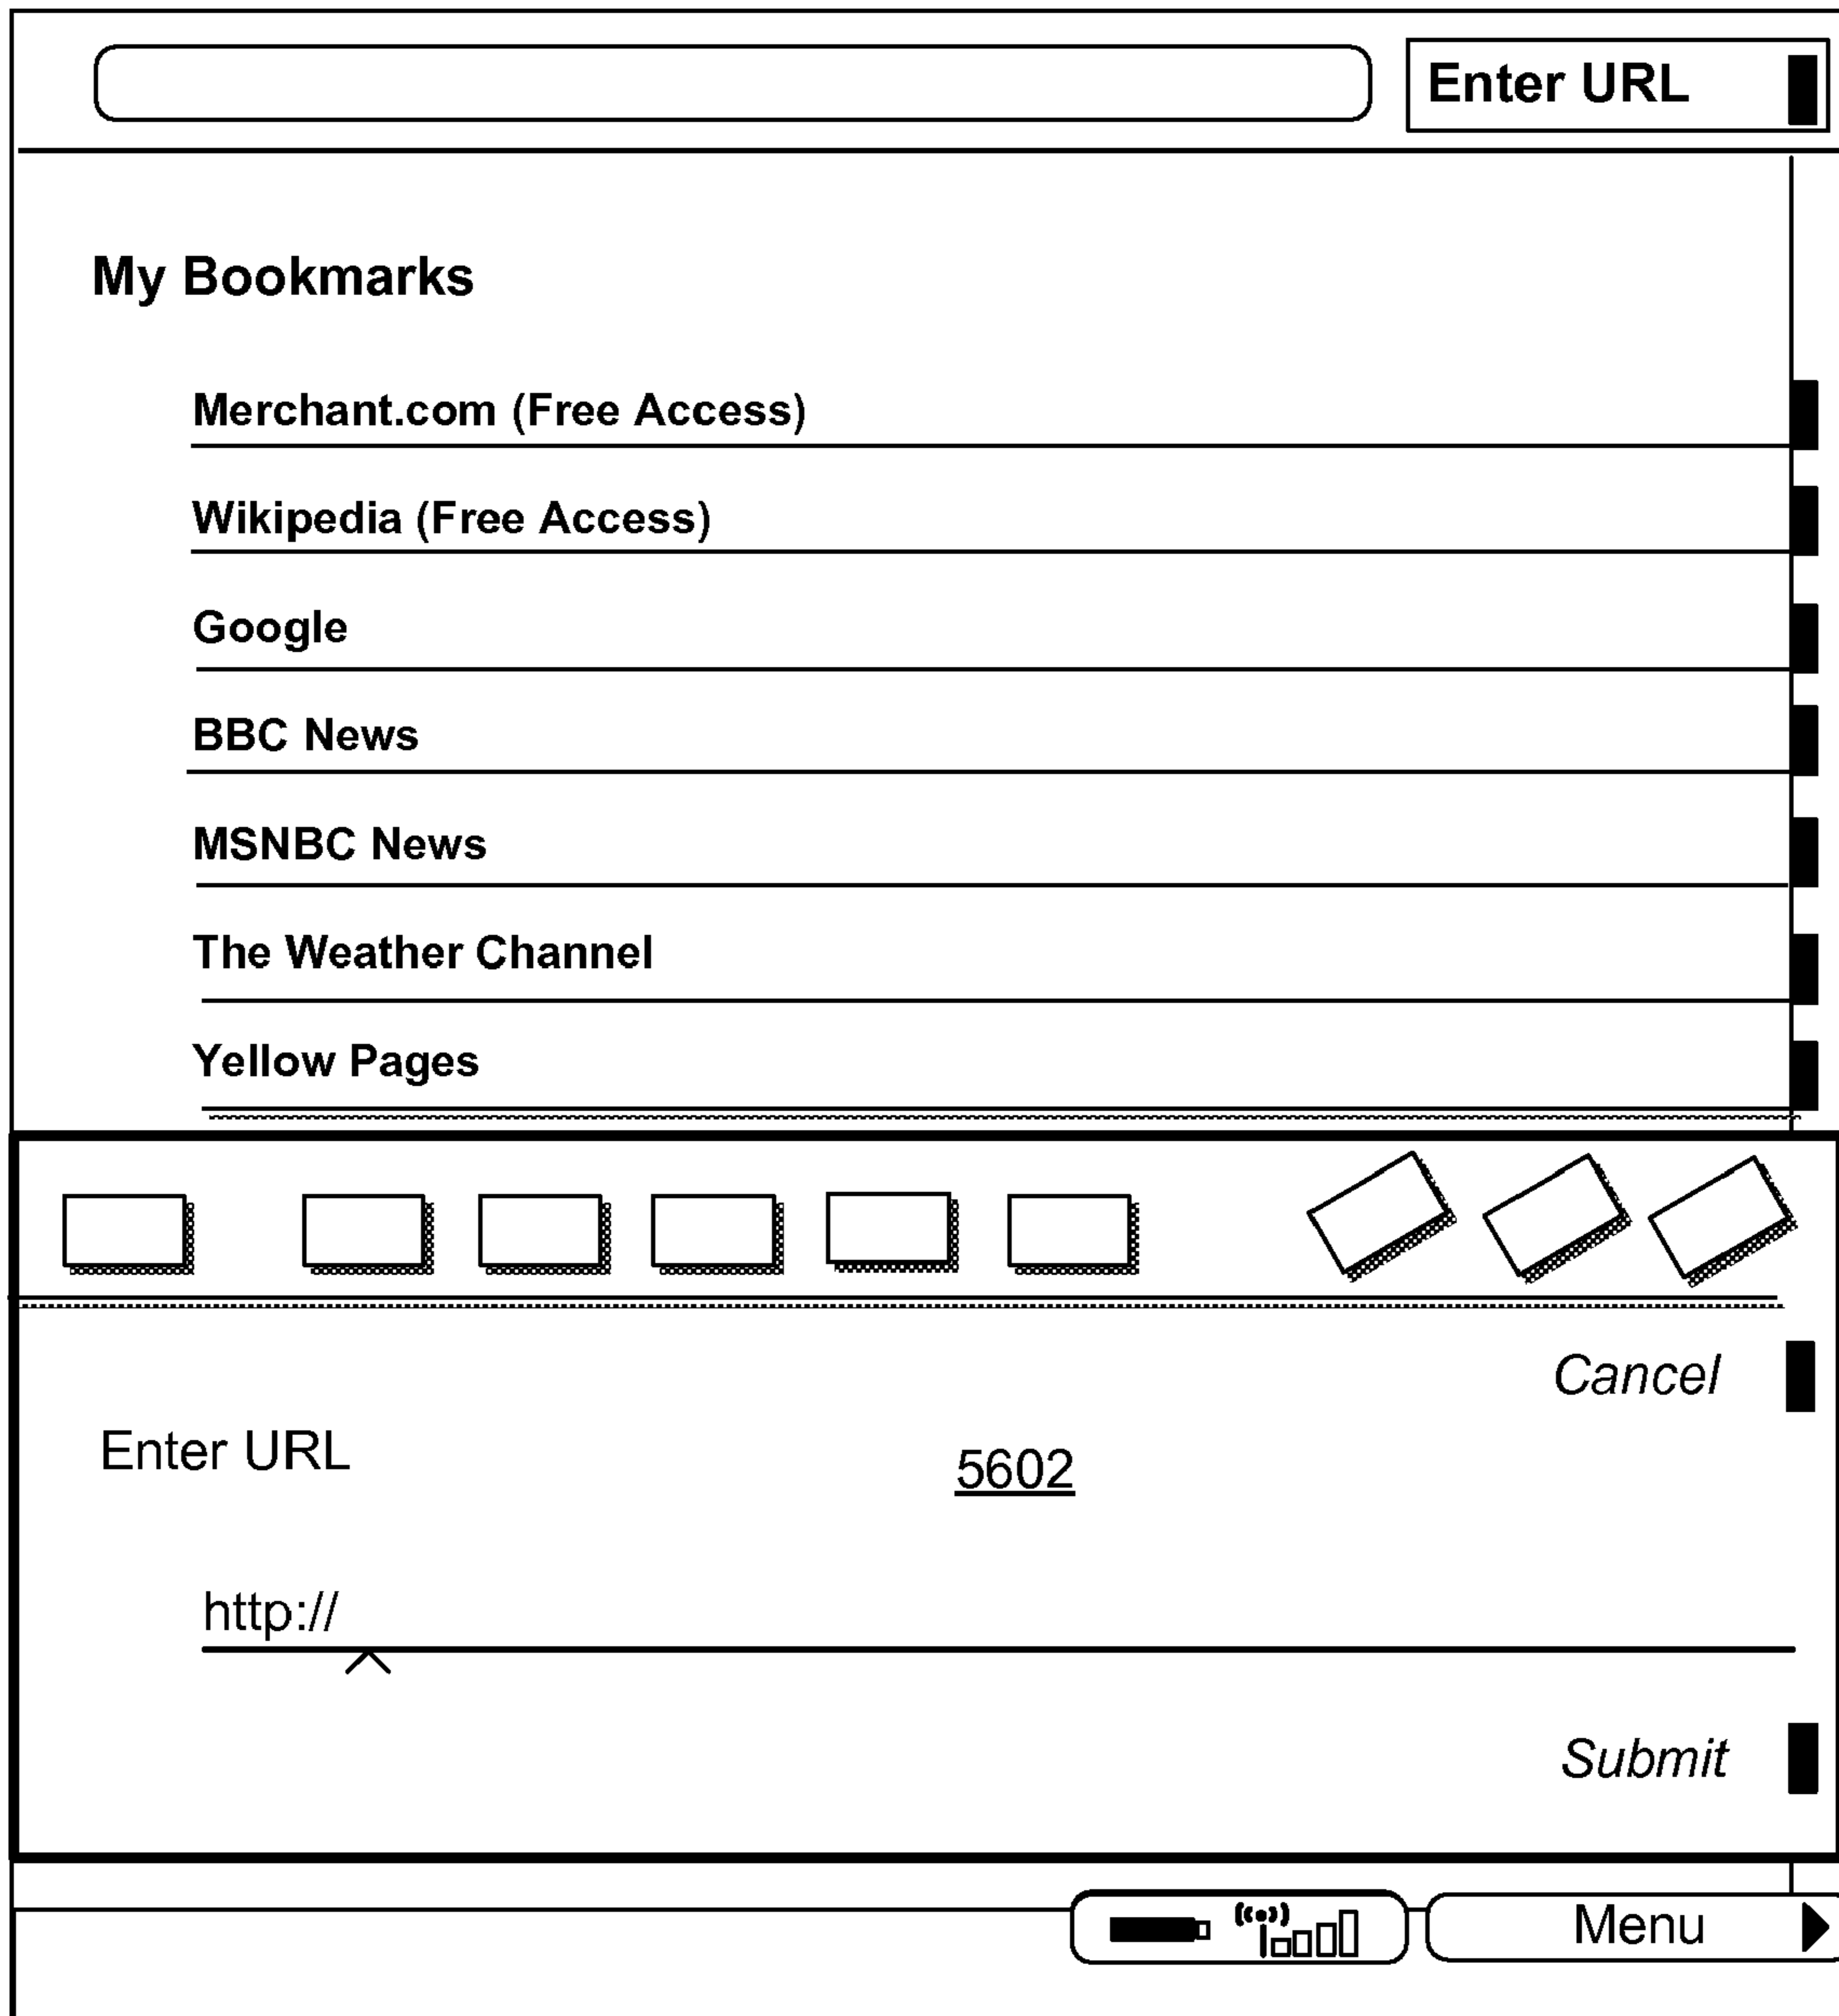 Enter URL
My Bookmarks
Merchant.com (Free Access)
Wikipedia (Free Access)
Google
BBC News
MSNBC News
The Weather Channel
Yellow Pages
Cancel
Enter URL
5602
http://
Submit
Menu